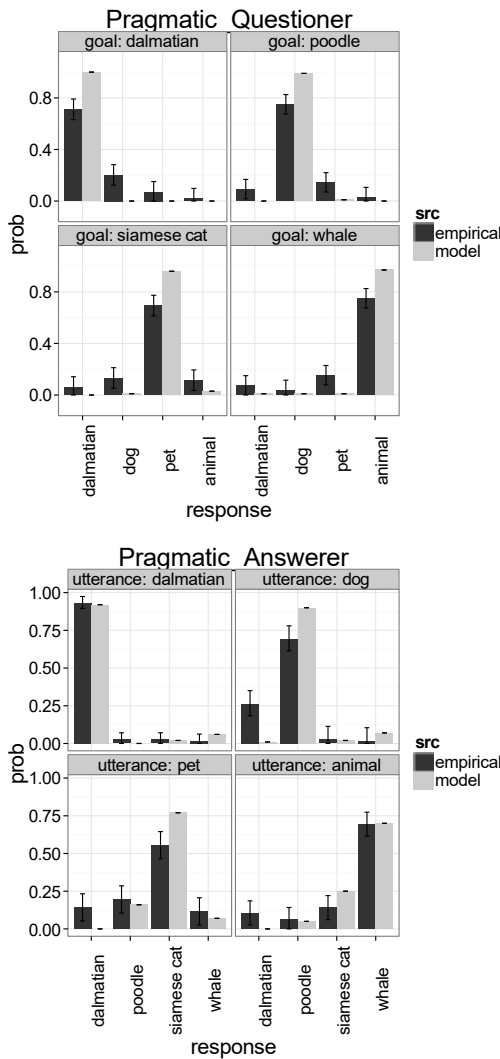 Pragmatic Questioner
goal: dalmatian
goal: poodle
0.8
0.4
0.0
goal: siamese cat
goal: whale
0.8
0.4
0.0
prob
dalmatian
dog
pet
animal
dalmatian
dog
pet
animal
response
src
empirical
model
Pragmatic Answerer
utterance: dalmatian
utterance: dog
1.00
0.75
0.50
0.25
0.00
utterance: pet
utterance: animal
1.00
0.75
0.50
0.25
0.00
prob
dalmatian
poodle
siamese cat
whale
dalmatian
poodle
siamese cat
whale
response
src
empirical
model